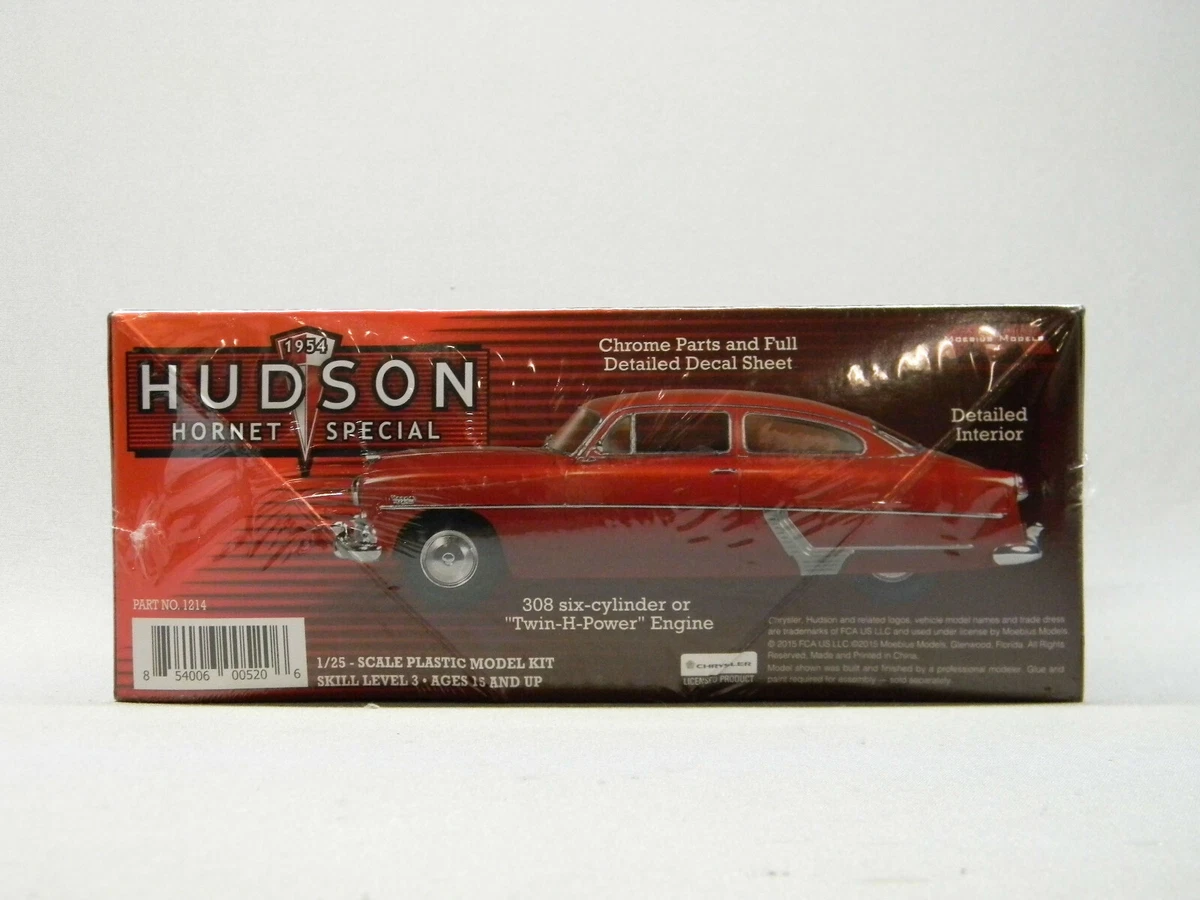 1954
HUDSON
HORNET SPECIAL
Chrome Parts and Full
Detailed Decal Sheet
MOEBIUS MODELS
Detailed
Interior
PART NO. 1214
308 six-cylinder or
"Twin-H-Power" Engine
8 54006 00520 6
1/25 - SCALE PLASTIC MODEL KIT
SKILL LEVEL 3 • AGES 15 AND UP
CHRYSLER
LICENSED PRODUCT
Chrysler, Hudson and related logos, vehicle model names and trade dress
are trademarks of FCA US LLC and used under license by Moebius Models
© 2015 FCA US LLC ©2015 Moebius Models. Glenwood, Florida. All Rights
Reserved. Made and Printed in China.
Model shown was built and finished by a professional modeler. Glue and
paint required for assembly — sold separately.